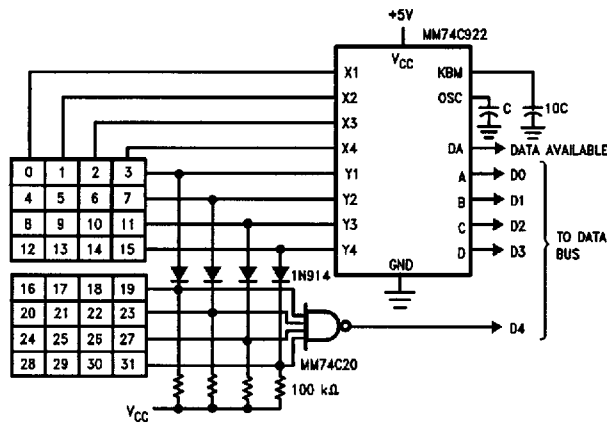 +5V
MM74C922
VCC
X1 KBM
X2 OSC C 10C
X3
X4 DA DATA AVAILABLE
0 1 2 3 Y1 A D0
4 5 6 7 Y2 B D1
8 9 10 11 Y3 C D2
12 13 14 15 Y4 D D3
TO DATA
BUS
GND
1N914
16 17 18 19
20 21 22 23
24 25 26 27
28 29 30 31
D4
MM74C20
100 kΩ
VCC